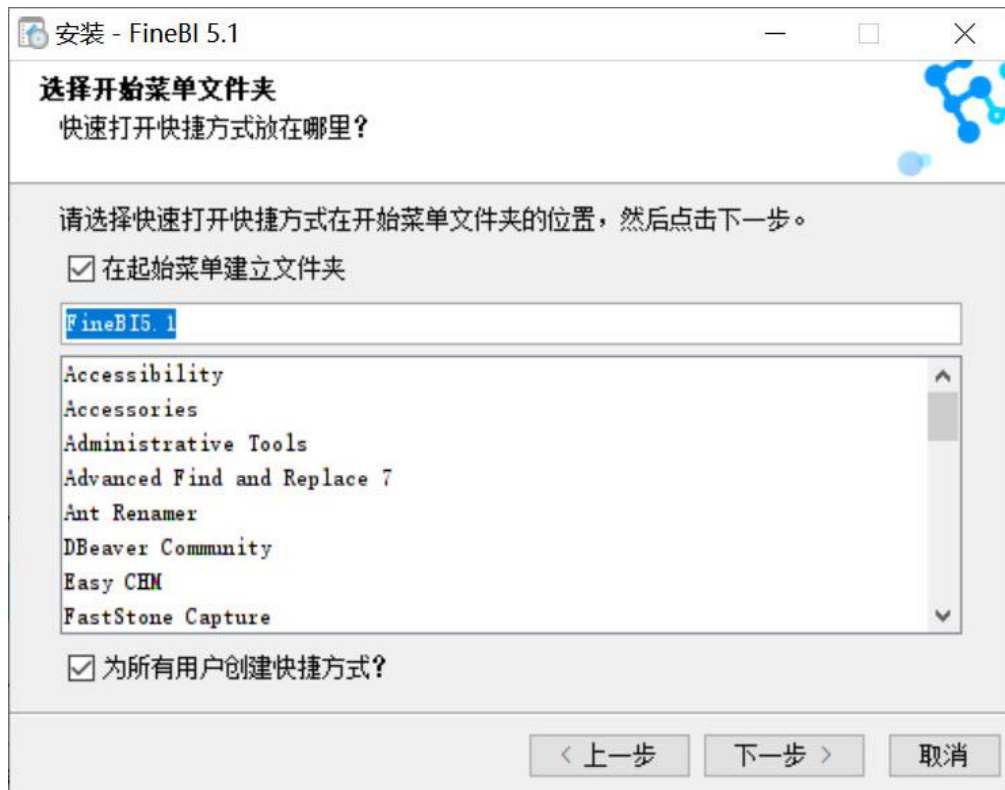 安装 - FineBI 5.1
选择开始菜单文件夹
快速打开快捷方式放在哪里?
请选择快速打开快捷方式在开始菜单文件夹的位置，然后点击下一步。
在起始菜单建立文件夹
FineBI5.1
Accessibility
Accessories
Administrative Tools
Advanced Find and Replace 7
Ant Renamer
DBeaver Community
Easy CHM
FastStone Capture
为所有用户创建快捷方式?
< 上一步 下一步 > 取消